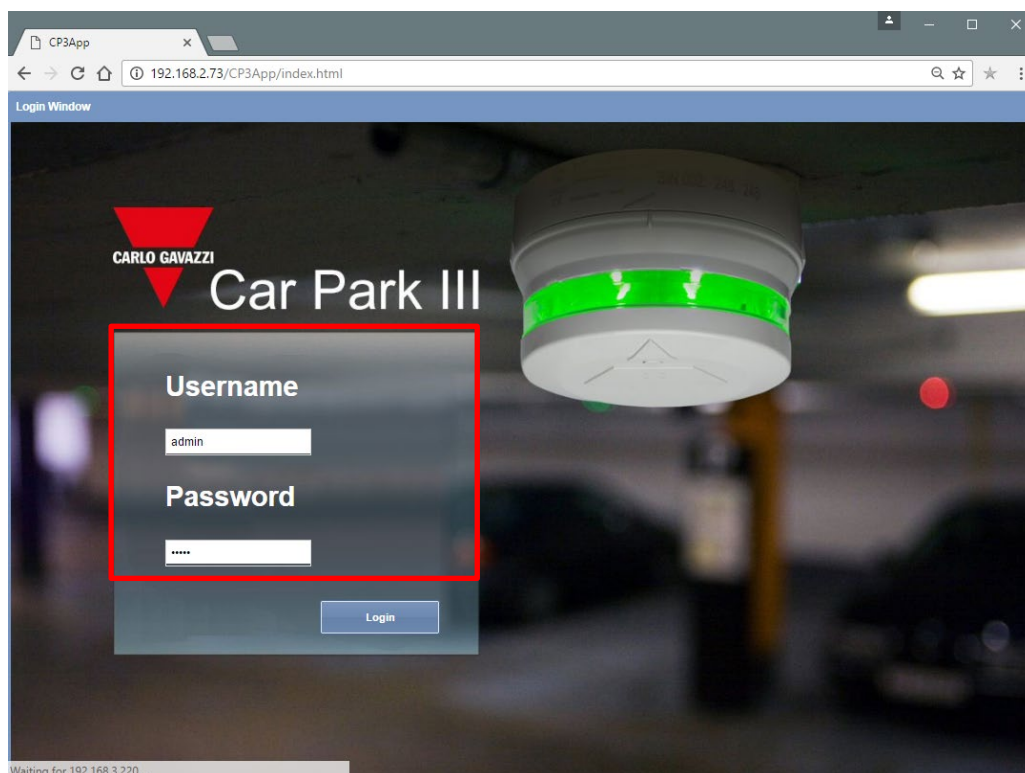 CP3App
192.168.2.73/CP3App/index.html
Login Window
CARLO GAVAZZI
Car Park III
Username
admin
Password
•••••
Login
Waiting for 192.168.3.220